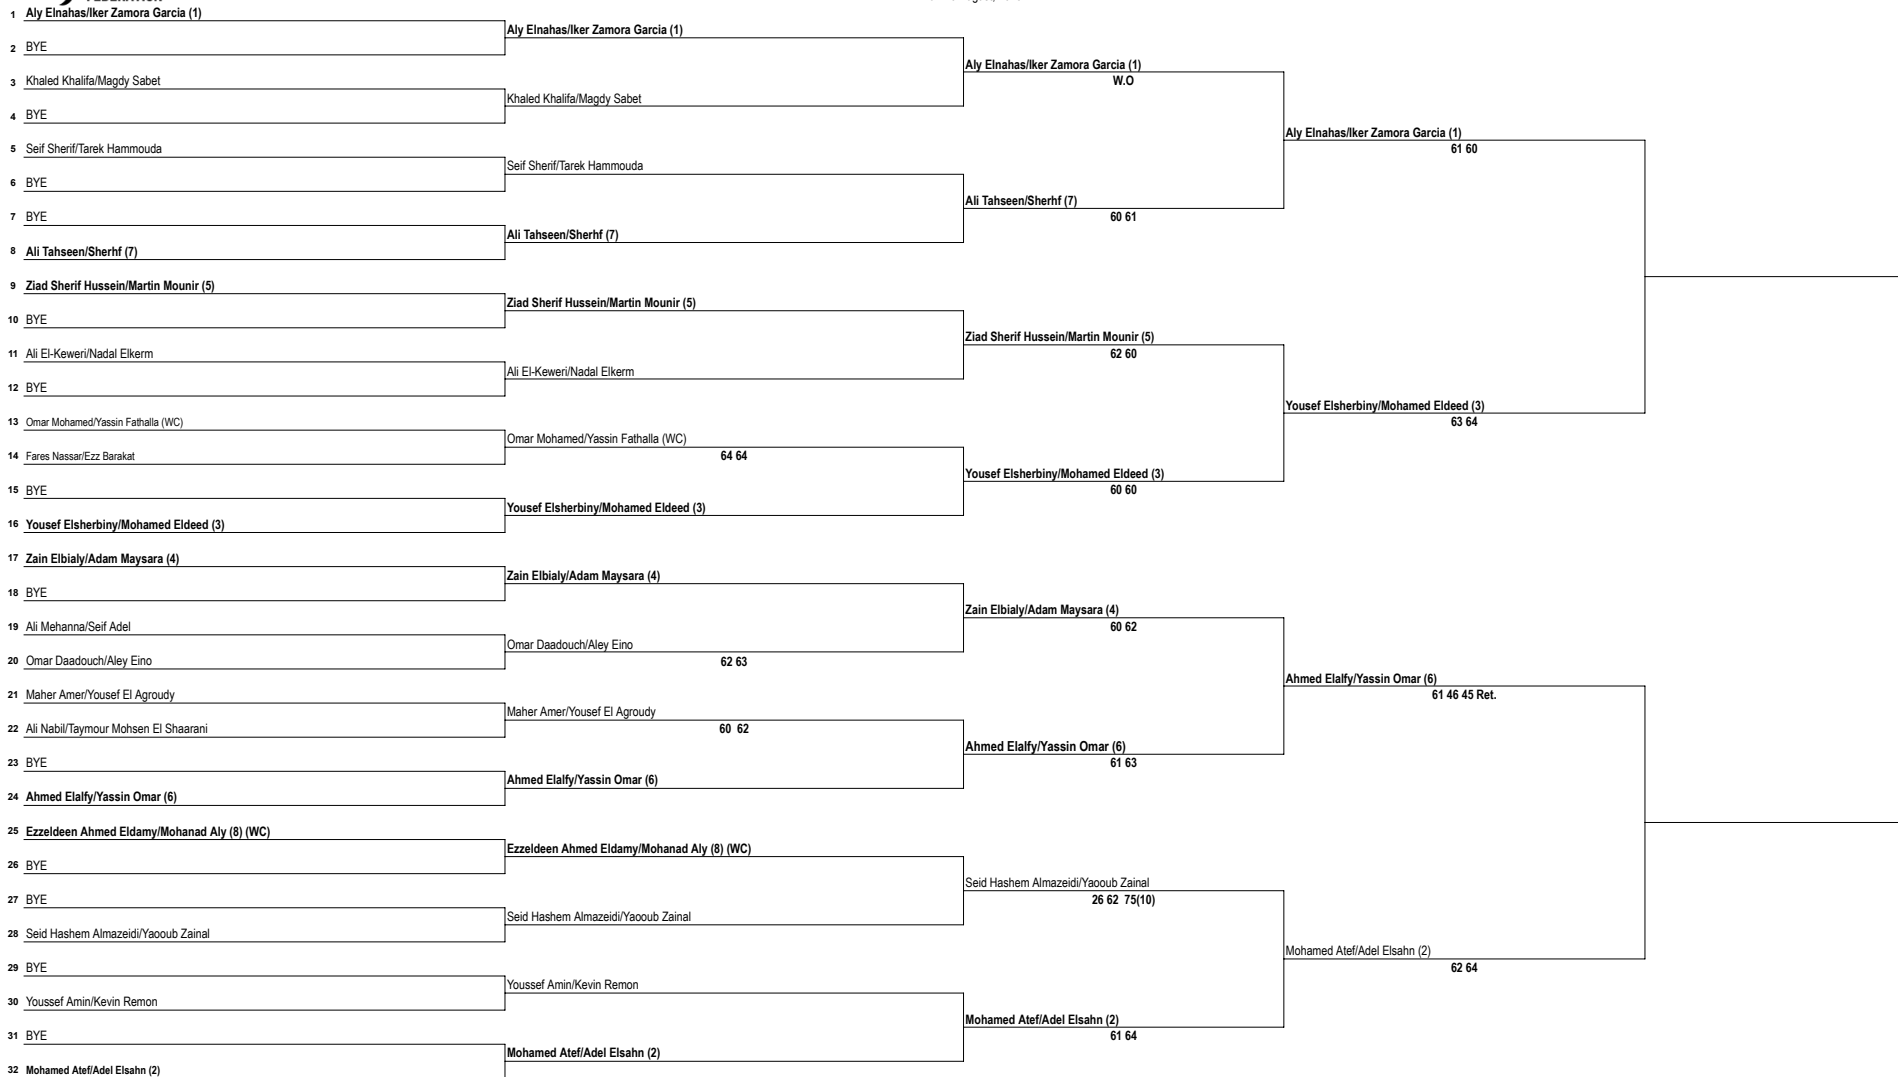 1 Aly Elnahas/Iker Zamora Garcia (1)
2 BYE
3 Khaled Khalifa/Magdy Sabet
4 BYE
5 Seif Sherif/Tarek Hammouda
6 BYE
7 BYE
8 Ali Tahseen/Sherhf (7)
9 Ziad Sherif Hussein/Martin Mounir (5)
10 BYE
11 Ali El-Keweri/Nadal Elkerm
12 BYE
13 Omar Mohamed/Yassin Fathalla (WC)
14 Fares Nassar/Ezz Barakat
15 BYE
16 Yousef Elsherbiny/Mohamed Eldeed (3)
17 Zain Elbialy/Adam Maysara (4)
18 BYE
19 Ali Mehanna/Seif Adel
20 Omar Daadouch/Aley Eino
21 Maher Amer/Yousef El Agroudy
22 Ali Nabil/Taymour Mohsen El Shaarani
23 BYE
24 Ahmed Elalfy/Yassin Omar (6)
25 Ezzeldeen Ahmed Eldamy/Mohanad Aly (8) (WC)
26 BYE
27 BYE
28 Seid Hashem Almazeidi/Yaooub Zainal
29 BYE
30 Youssef Amin/Kevin Remon
31 BYE
32 Mohamed Atef/Adel Elsahn (2)
Aly Elnahas/Iker Zamora Garcia (1)
Khaled Khalifa/Magdy Sabet
Seif Sherif/Tarek Hammouda
Ali Tahseen/Sherhf (7)
Ziad Sherif Hussein/Martin Mounir (5)
Ali El-Keweri/Nadal Elkerm
Omar Mohamed/Yassin Fathalla (WC)
64 64
Yousef Elsherbiny/Mohamed Eldeed (3)
Zain Elbialy/Adam Maysara (4)
Omar Daadouch/Aley Eino
62 63
Maher Amer/Yousef El Agroudy
60 62
Ahmed Elalfy/Yassin Omar (6)
Ezzeldeen Ahmed Eldamy/Mohanad Aly (8) (WC)
Seid Hashem Almazeidi/Yaooub Zainal
Youssef Amin/Kevin Remon
Mohamed Atef/Adel Elsahn (2)
Aly Elnahas/Iker Zamora Garcia (1)
W.O
Ali Tahseen/Sherhf (7)
60 61
Ziad Sherif Hussein/Martin Mounir (5)
62 60
Yousef Elsherbiny/Mohamed Eldeed (3)
60 60
Zain Elbialy/Adam Maysara (4)
60 62
Ahmed Elalfy/Yassin Omar (6)
61 63
Seid Hashem Almazeidi/Yaooub Zainal
26 62 75(10)
Mohamed Atef/Adel Elsahn (2)
61 64
Aly Elnahas/Iker Zamora Garcia (1)
61 60
Yousef Elsherbiny/Mohamed Eldeed (3)
63 64
Ahmed Elalfy/Yassin Omar (6)
61 46 45 Ret.
Mohamed Atef/Adel Elsahn (2)
62 64